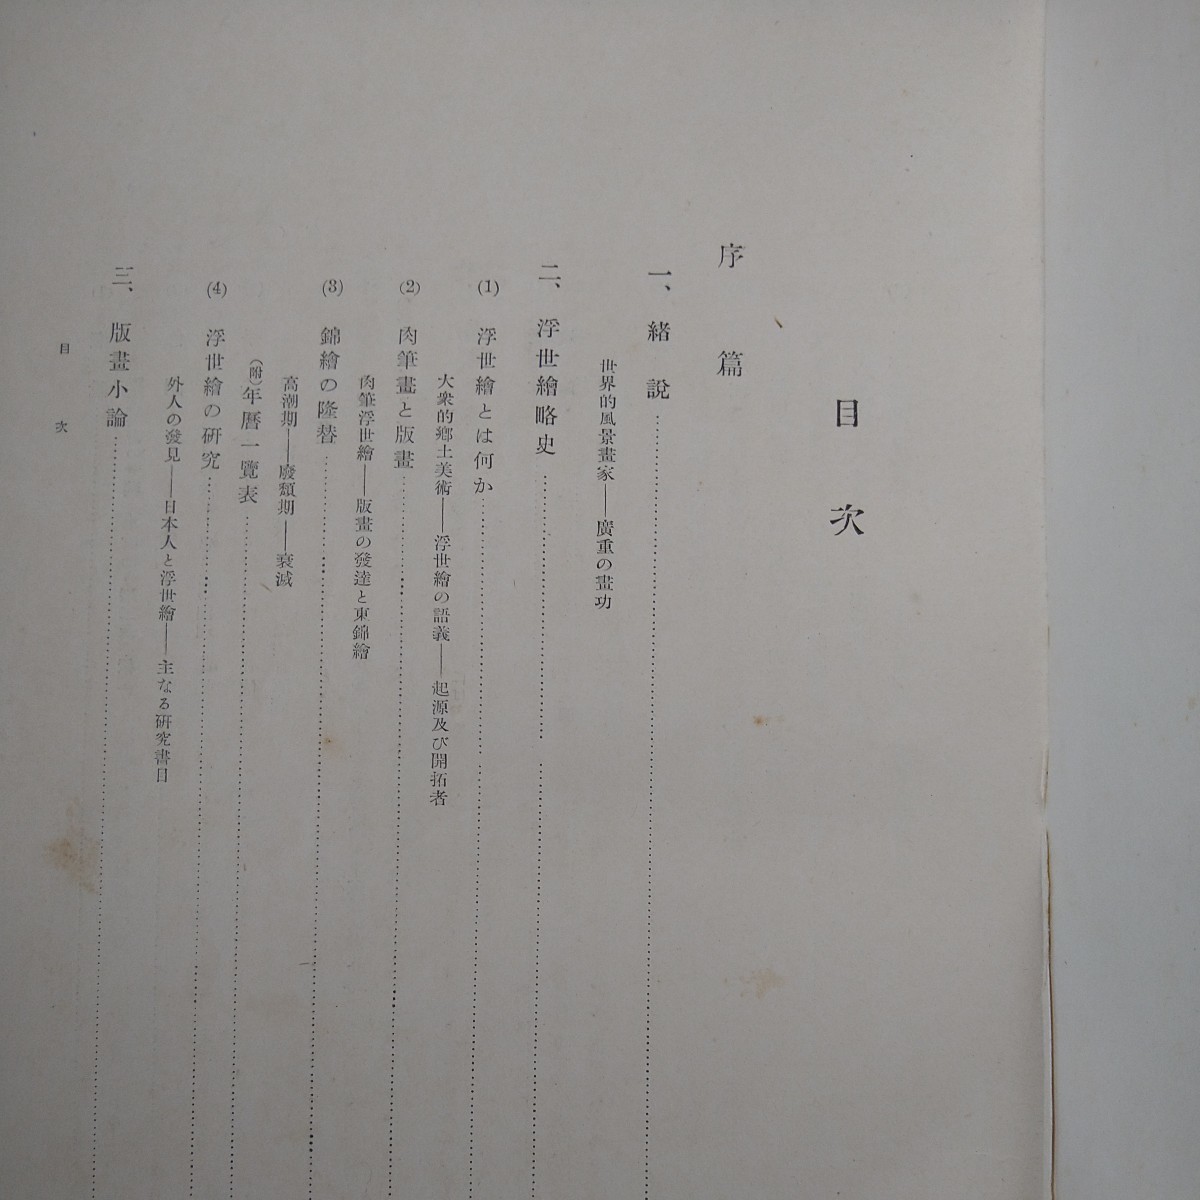 目次
序篇
一、緒說
世界的風景畫家——廣重の畫功
二、浮世繪略史
(1) 浮世繪とは何か
大衆的鄕土美術——浮世繪の語義——起源及び開拓者
(2) 肉筆畫と版畫
肉筆浮世繪——版畫の發達と東錦繪
(3) 錦繪の隆替
高潮期——廢頽期——衰滅
(附)年曆一覽表
(4) 浮世繪の硏究
外人の發見——日本人と浮世繪——主なる硏究書目
三、版畫小論
目次